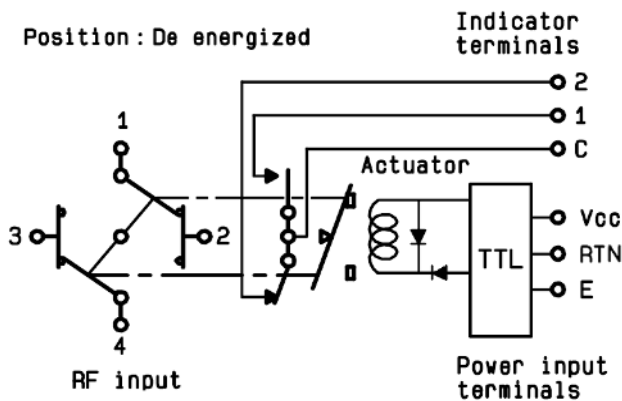 Position : De energized
Indicator
terminals
2
1
C
1
Actuator
3
2
4
TTL
Vcc
RTN
E
RF input
Power input
terminals